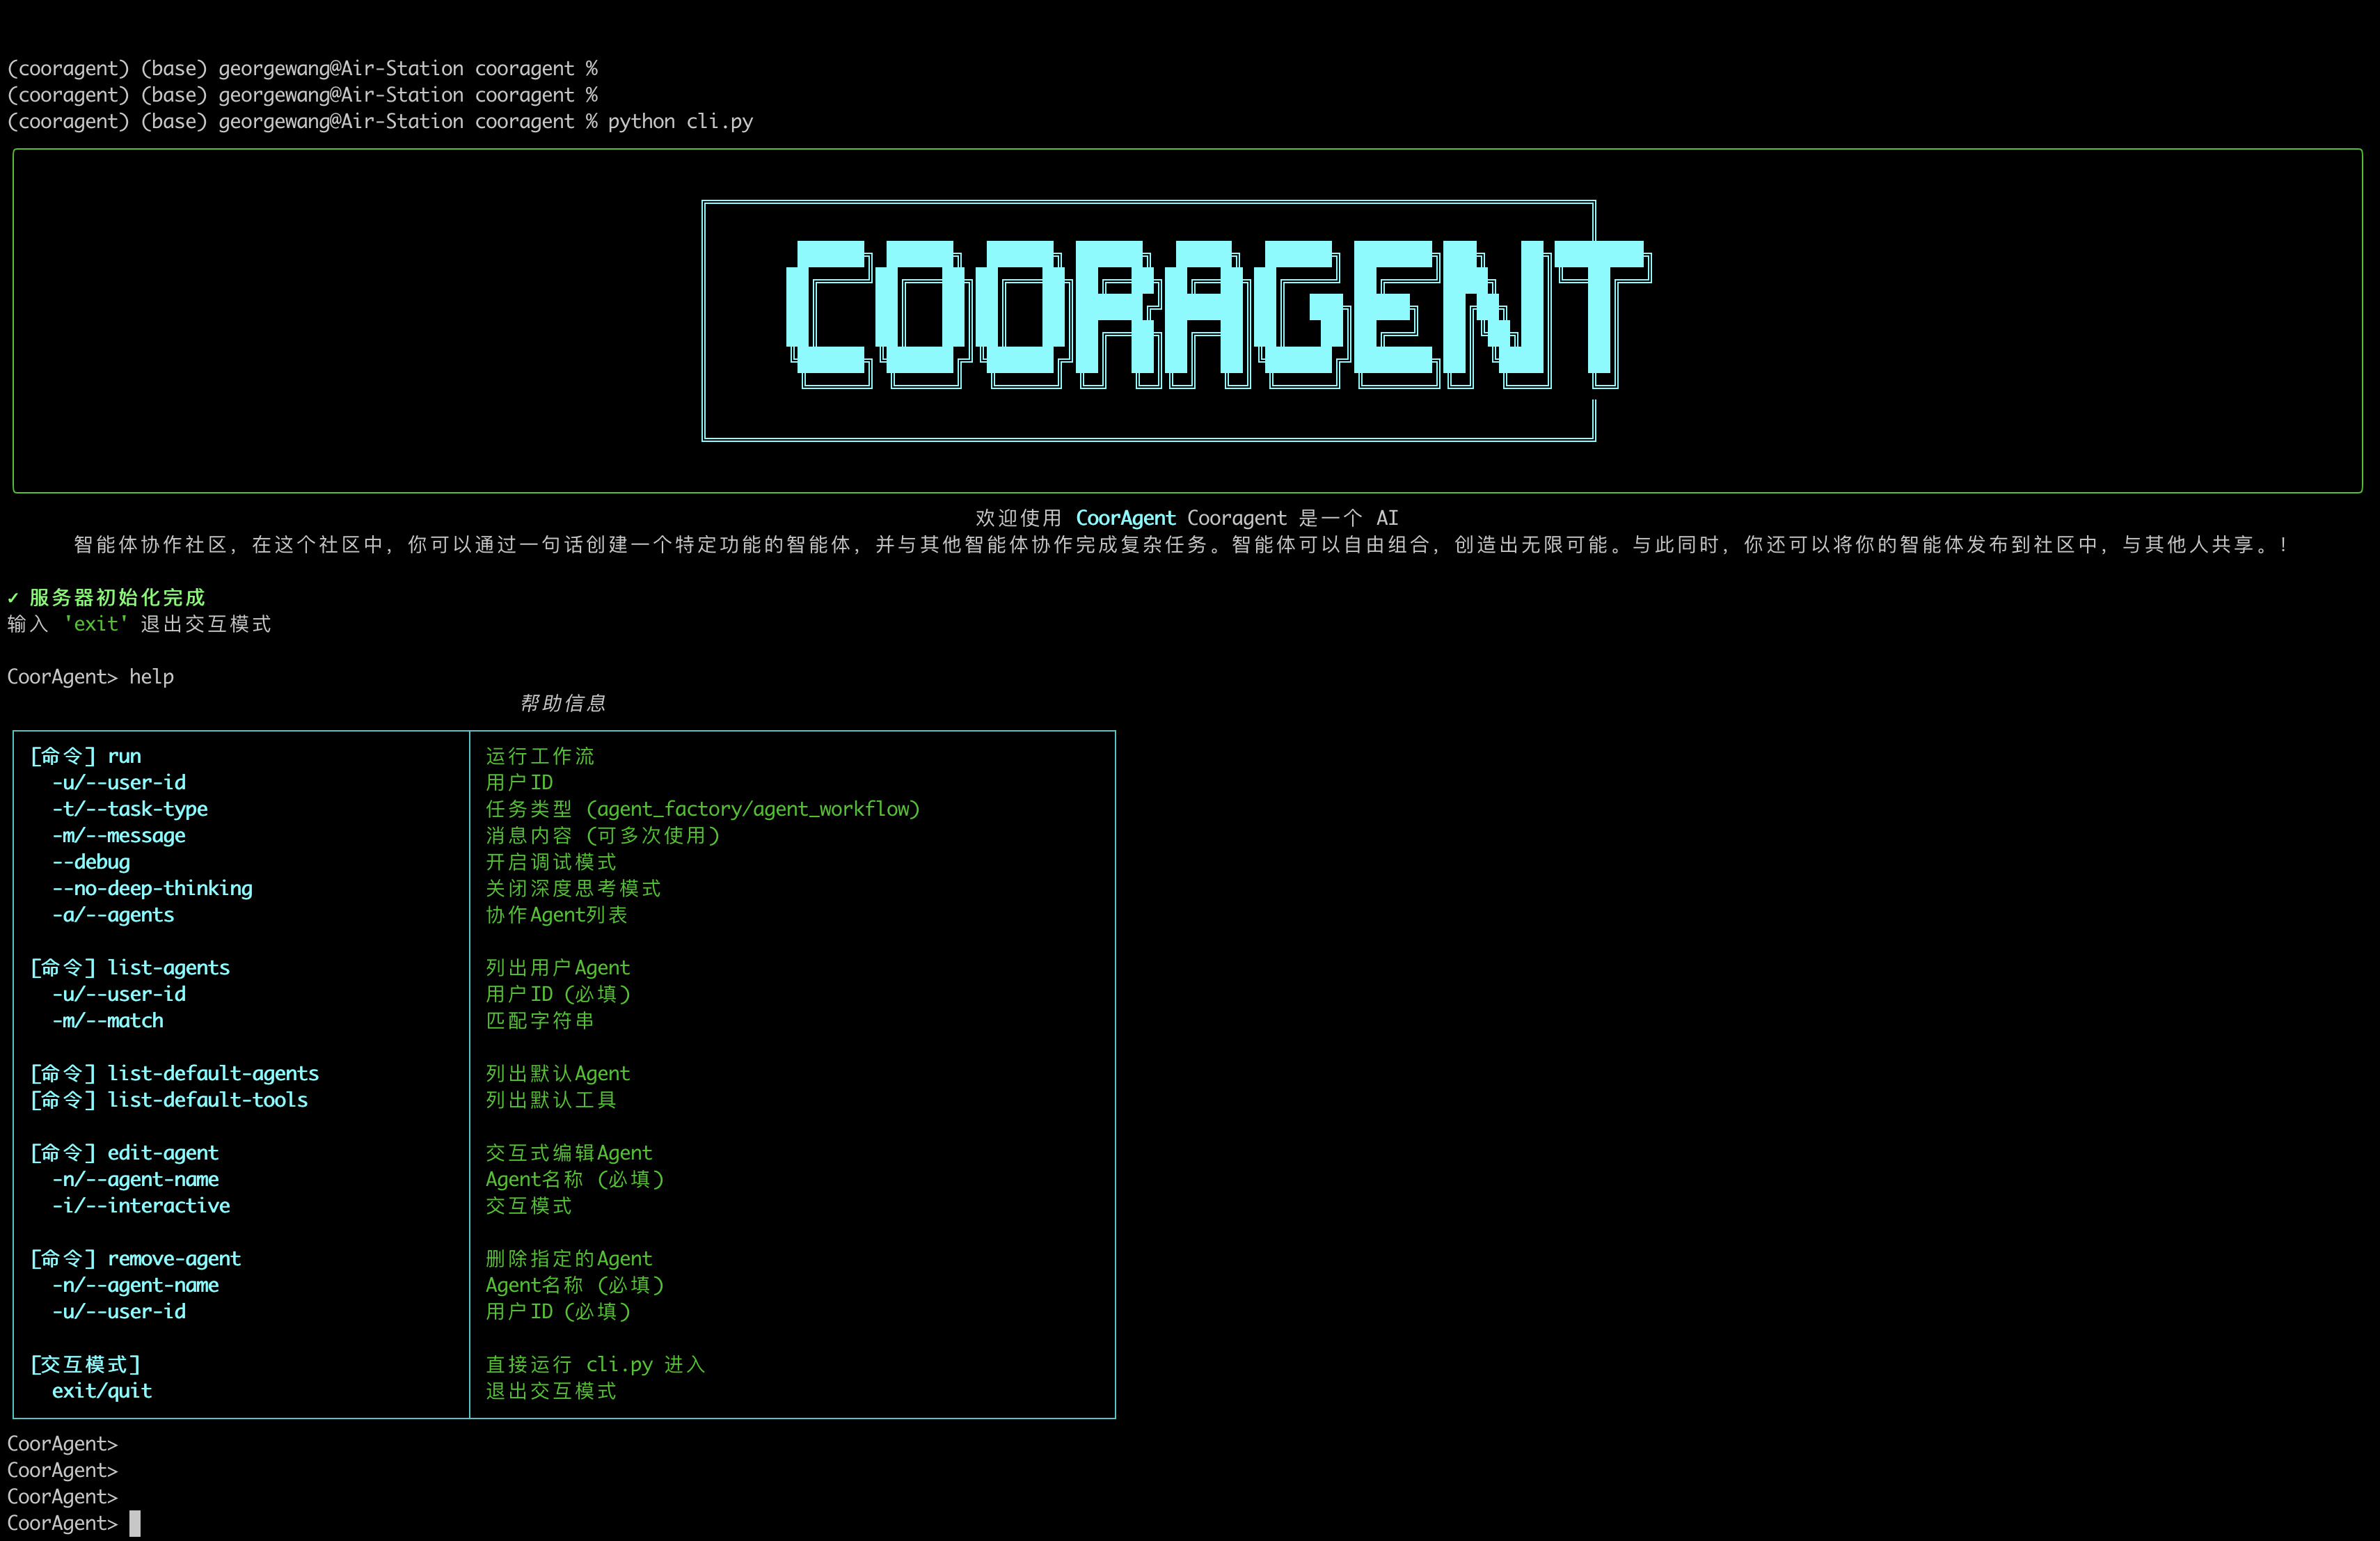 (cooragent) (base) georgewang@Air-Station cooragent %
(cooragent) (base) georgewang@Air-Station cooragent %
(cooragent) (base) georgewang@Air-Station cooragent % python cli.py
COORAGENT
欢迎使用 CoorAgent Cooragent 是一个 AI
智能体协作社区，在这个社区中，你可以通过一句话创建一个特定功能的智能体，并与其他智能体协作完成复杂任务。智能体可以自由组合，创造出无限可能。与此同时，你还可以将你的智能体发布到社区中，与其他人共享。！
✓ 服务器初始化完成
输入 'exit' 退出交互模式
CoorAgent> help
帮助信息
[命令] run 运行工作流
-u/--user-id 用户ID
-t/--task-type 任务类型 (agent_factory/agent_workflow)
-m/--message 消息内容 (可多次使用)
--debug 开启调试模式
--no-deep-thinking 关闭深度思考模式
-a/--agents 协作Agent列表
[命令] list-agents 列出用户Agent
-u/--user-id 用户ID (必填)
-m/--match 匹配字符串
[命令] list-default-agents 列出默认Agent
[命令] list-default-tools 列出默认工具
[命令] edit-agent 交互式编辑Agent
-n/--agent-name Agent名称 (必填)
-i/--interactive 交互模式
[命令] remove-agent 删除指定的Agent
-n/--agent-name Agent名称 (必填)
-u/--user-id 用户ID (必填)
[交互模式] 直接运行 cli.py 进入
exit/quit 退出交互模式
CoorAgent>
CoorAgent>
CoorAgent>
CoorAgent>